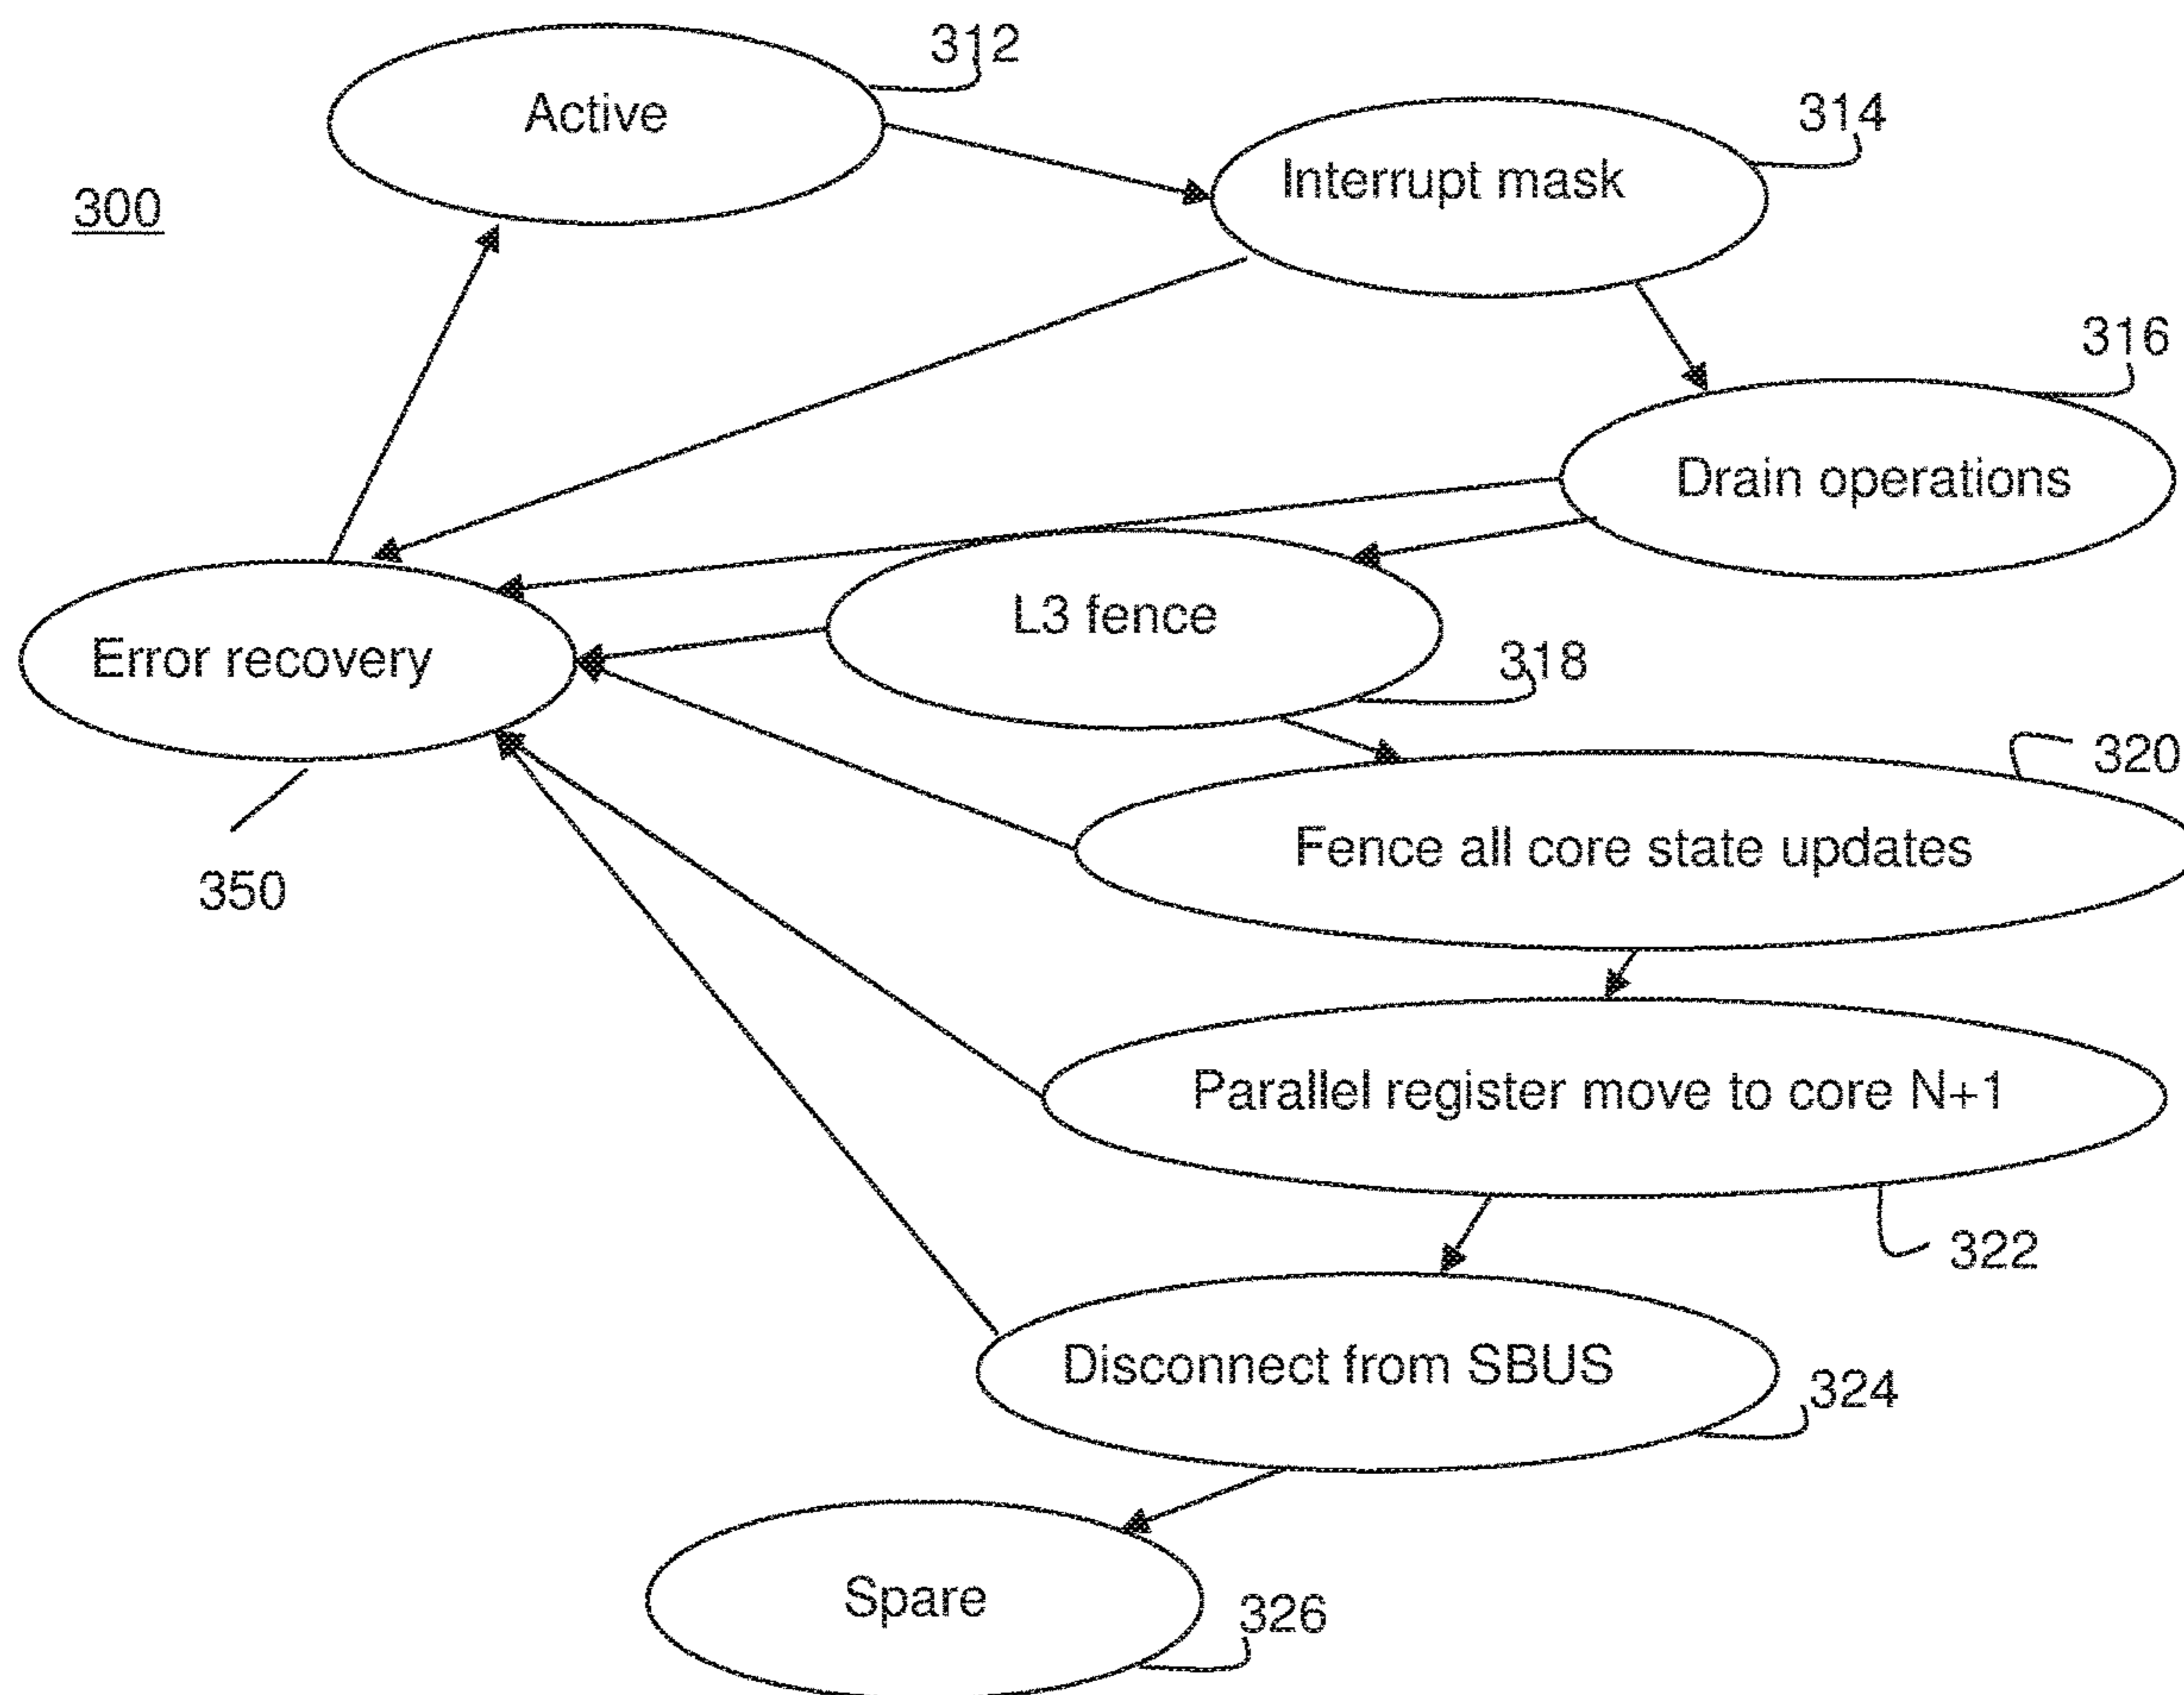 312
Active
314
Interrupt mask
300
316
Drain operations
L3 fence
Error recovery
318
320
Fence all core state updates
350
Parallel register move to core N+1
322
Disconnect from SBUS
324
Spare
326